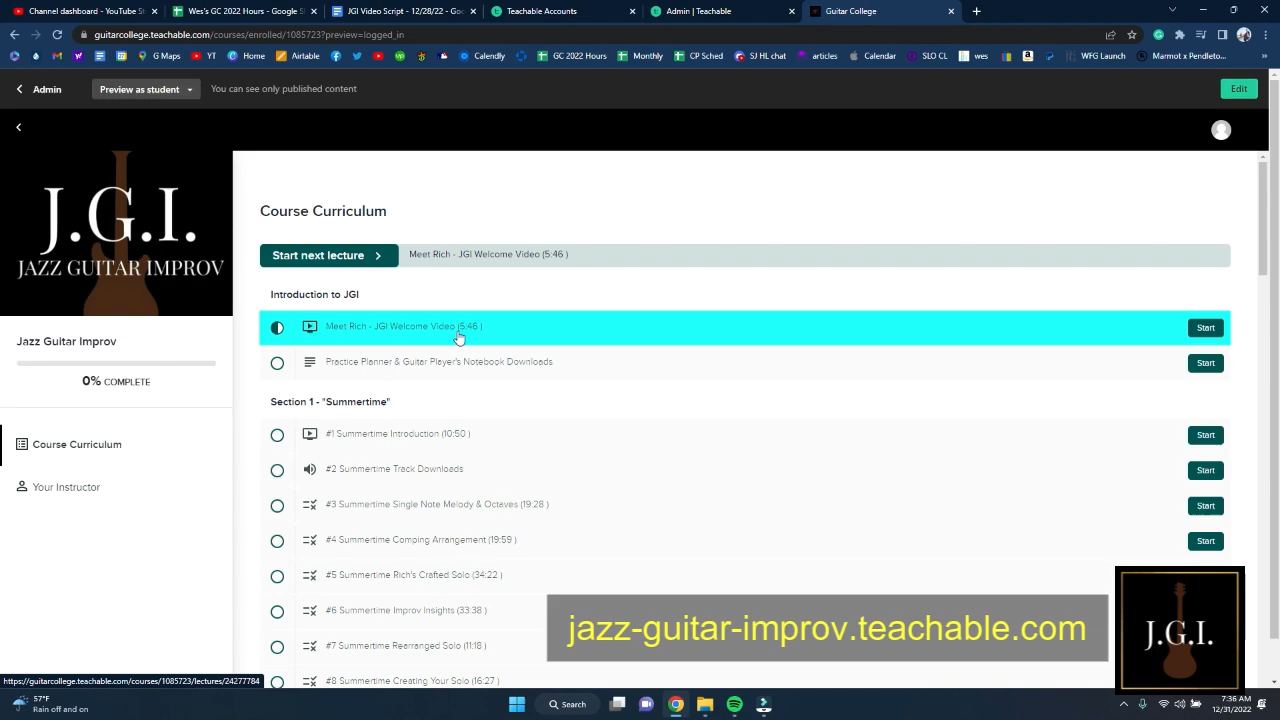 YouTube Dashboard - St
Wes's GC 2022 Hours - Google S
JGI Video Script - 12/28/22 - Goo
Teachable Accounts
Admin | Teachable
Guitar College
guitarcollege.teachable.com/courses/enrolled/1085723?preview=logged_in
G Maps
YT
Home
Airtable
Calendly
GC 2022 Hours
Monthly
CP Sched
SJ HL chat
articles
Calendar
SLO CL
wes
WFG Launch
Marmot x Pendleto...
Admin
Preview as student
You can see only published content
Edit
J.G.I.
JAZZ GUITAR IMPROV
Jazz Guitar Improv
0% COMPLETE
Course Curriculum
Your Instructor
Course Curriculum
Start next lecture
Meet Rich - JGI Welcome Video (5:46 )
Introduction to JGI
Meet Rich - JGI Welcome Video (5:46 )
Start
Practice Planner & Guitar Player's Notebook Downloads
Start
Section 1 - "Summertime"
#1 Summertime Introduction (10:50 )
Start
#2 Summertime Track Downloads
Start
#3 Summertime Single Note Melody & Octaves (19:28 )
Start
#4 Summertime Comping Arrangement (19:59 )
Start
#5 Summertime Rich's Crafted Solo (34:22 )
#6 Summertime Improv Insights (33:38 )
#7 Summertime Rearranged Solo (11:18 )
#8 Summertime Creating Your Solo (16:27 )
jazz-guitar-improv.teachable.com
J.G.I.
https://guitarcollege.teachable.com/courses/1085723/lectures/24277784
57°F
Rain off and on
Search
7:36 AM
12/31/2022